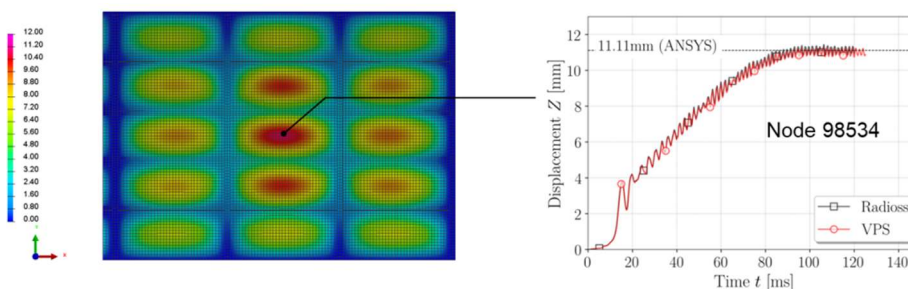 12.00
11.20
10.40
9.60
8.80
8.00
7.20
6.40
5.60
4.80
4.00
3.20
2.40
1.60
0.80
0.00
Y
X
12
10
8
6
4
2
0
Displacement Z [mm]
11.11mm (ANSYS)
Node 98534
Radioss
VPS
0 20 40 60 80 100 120 140
Time t [ms]